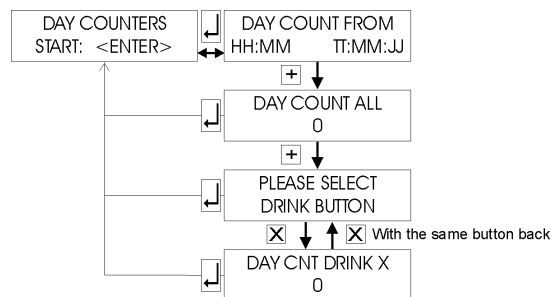 DAY COUNTERS
START: <ENTER>
DAY COUNT FROM
HH:MM TT:MM:JJ
+
DAY COUNT ALL
0
+
PLEASE SELECT
DRINK BUTTON
X X With the same button back
DAY CNT DRINK X
0